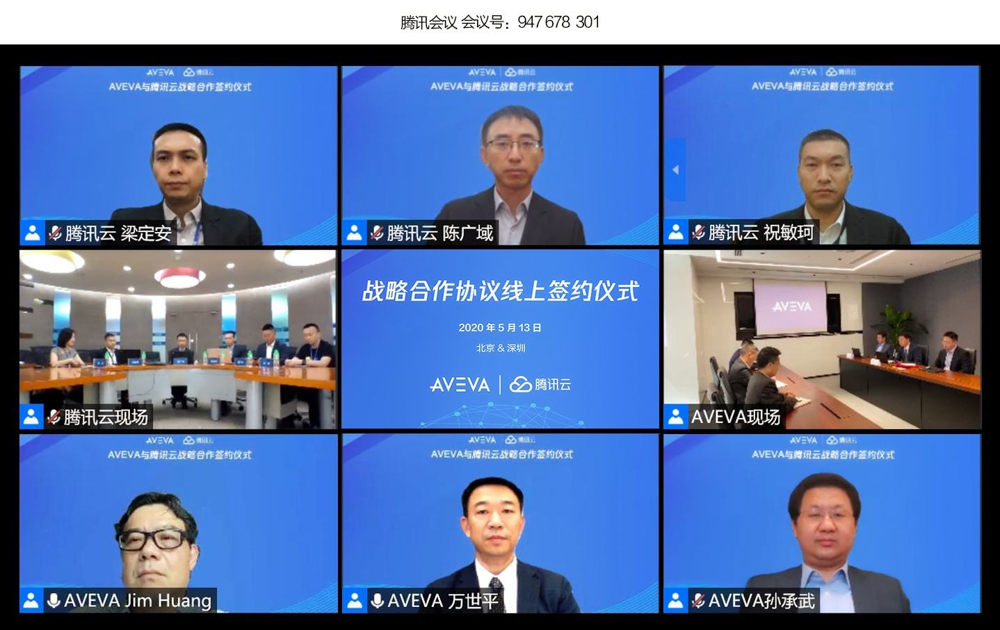 腾讯会议 会议号：947 678 301
AVEVA 腾讯云
AVEVA与腾讯云战略合作签约仪式
腾讯云 梁定安
AVEVA 腾讯云
AVEVA与腾讯云战略合作签约仪式
腾讯云 陈广域
AVEVA 腾讯云
AVEVA与腾讯云战略合作签约仪式
腾讯云 祝敏珂
腾讯云现场
战略合作协议线上签约仪式
2020 年 5 月 13 日
北京 & 深圳
AVEVA 腾讯云
AVEVA
AVEVA现场
AVEVA 腾讯云
AVEVA与腾讯云战略合作签约仪式
AVEVA Jim Huang
AVEVA 腾讯云
AVEVA与腾讯云战略合作签约仪式
AVEVA 万世平
AVEVA 腾讯云
AVEVA与腾讯云战略合作签约仪式
AVEVA孙承武